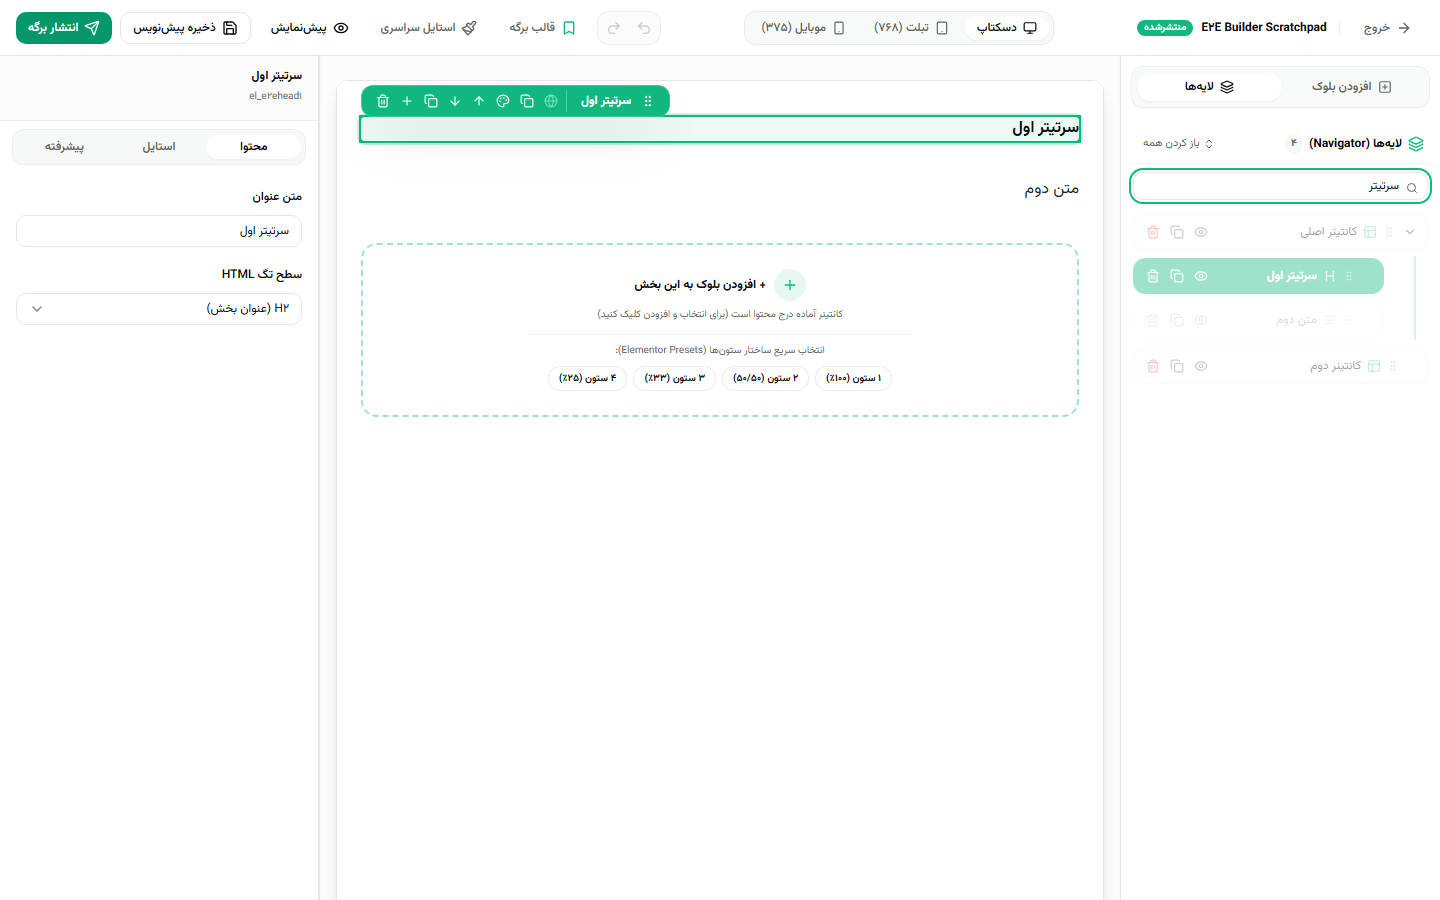 خروج
E۲E Builder Scratchpad
منتشرشده
دسکتاپ
تبلت (۷۶۸)
موبایل (۳۷۵)
قالب برگه
استایل سراسری
پیش‌نمایش
ذخیره پیش‌نویس
انتشار برگه
افزودن بلوک
لایه‌ها
لایه‌ها (Navigator)
۴
باز کردن همه
سرتیتر
کانتینر اصلی
سرتیتر اول
متن دوم
کانتینر دوم
سرتیتر اول
سرتیتر اول
متن دوم
+ افزودن بلوک به این بخش
کانتینر آماده درج محتوا است (برای انتخاب و افزودن کلیک کنید)
انتخاب سریع ساختار ستون‌ها (Elementor Presets):
۱ ستون (۱۰۰٪)
۲ ستون (۵۰/۵۰)
۳ ستون (۳۳٪)
۴ ستون (۲۵٪)
سرتیتر اول
el_e۲ehead۱
محتوا
استایل
پیشرفته
متن عنوان
سرتیتر اول
سطح تگ HTML
H۲ (عنوان بخش)